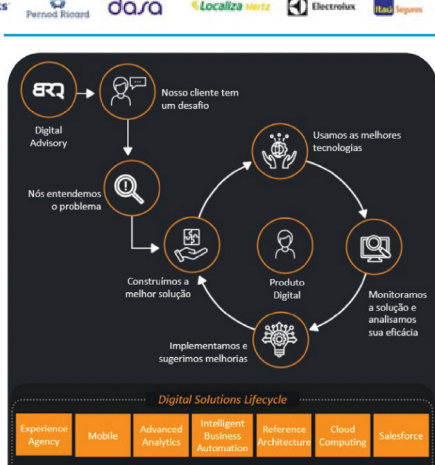 Pernod Ricard
dasa
Localiza Hertz
Electrolux
Itaú Seguros
BRQ
Digital
Advisory
Nosso cliente tem
um desafio
Nós entendemos
o problema
Usamos as melhores
tecnologias
Construímos a
melhor solução
Produto
Digital
Monitoramos
a solução e
analisamos
sua eficácia
Implementamos e
sugerimos melhorias
Digital Solutions Lifecycle
Experience
Agency
Mobile
Advanced
Analytics
Intelligent
Business
Automation
Reference
Architecture
Cloud
Computing
Salesforce